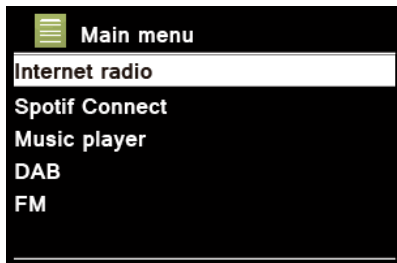 Main menu
Internet radio
Spotif Connect
Music player
DAB
FM